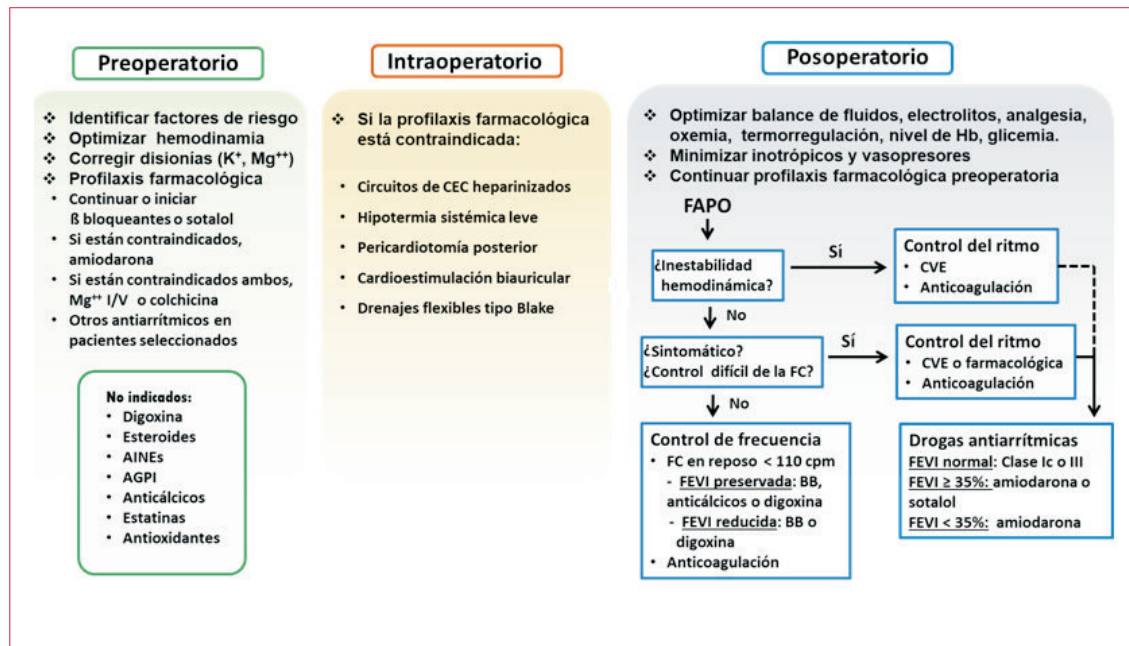 Preoperatorio
❖ Identificar factores de riesgo
❖ Optimizar hemodinamia
❖ Corregir disionías (K⁺, Mg⁺⁺)
❖ Profilaxis farmacológica
• Continuar o iniciar
ß bloqueantes o sotalol
• Si están contraindicados,
amiodarona
• Si están contraindicados ambos,
Mg⁺⁺ I/V o colchicina
• Otros antiarrítmicos en
pacientes seleccionados
No indicados:
• Digoxina
• Esteroides
• AINEs
• AGPI
• Anticálcicos
• Estatinas
• Antioxidantes
Intraoperatorio
❖ Si la profilaxis farmacológica
está contraindicada:
• Circuitos de CEC heparinizados
• Hipotermia sistémica leve
• Pericardiotomía posterior
• Cardioestimulación biauricular
• Drenajes flexibles tipo Blake
Posoperatorio
❖ Optimizar balance de fluidos, electrolitos, analgesia,
oxemia, termorregulación, nivel de Hb, glicemia.
❖ Minimizar inotrópicos y vasopresores
❖ Continuar profilaxis farmacológica preoperatoria
FAPO
¿Inestabilidad
hemodinámica?
Sí
Control del ritmo
• CVE
• Anticoagulación
No
¿Sintomático?
¿Control difícil de la FC?
Sí
Control del ritmo
• CVE o farmacológica
• Anticoagulación
No
Control de frecuencia
• FC en reposo < 110 cpm
- FEVI preservada: BB,
anticálcicos o digoxina
- FEVI reducida: BB o
digoxina
• Anticoagulación
Drogas antiarrítmicas
FEVI normal: Clase Ic o III
FEVI ≥ 35%: amiodarona o
sotalol
FEVI < 35%: amiodarona